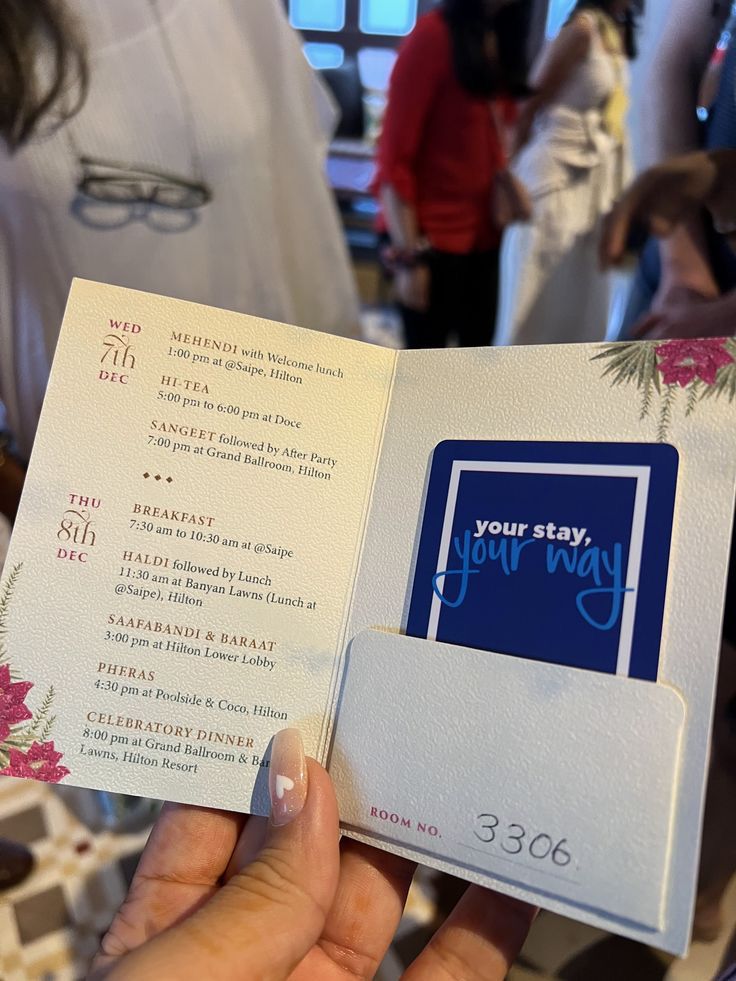 WED
7th
DEC
MEHENDI with Welcome lunch
1:00 pm at @Saipe, Hilton
HI-TEA
5:00 pm to 6:00 pm at Doce
SANGEET followed by After Party
7:00 pm at Grand Ballroom, Hilton
THU
8th
DEC
BREAKFAST
7:30 am to 10:30 am at @Saipe
HALDI followed by Lunch
11:30 am at Banyan Lawns (Lunch at
@Saipe), Hilton
SAAFABANDI & BARAAT
3:00 pm at Hilton Lower Lobby
PHERAS
4:30 pm at Poolside & Coco, Hilton
CELEBRATORY DINNER
8:00 pm at Grand Ballroom &
Lawns, Hilton Resort
your stay,
your way
ROOM NO. 3306